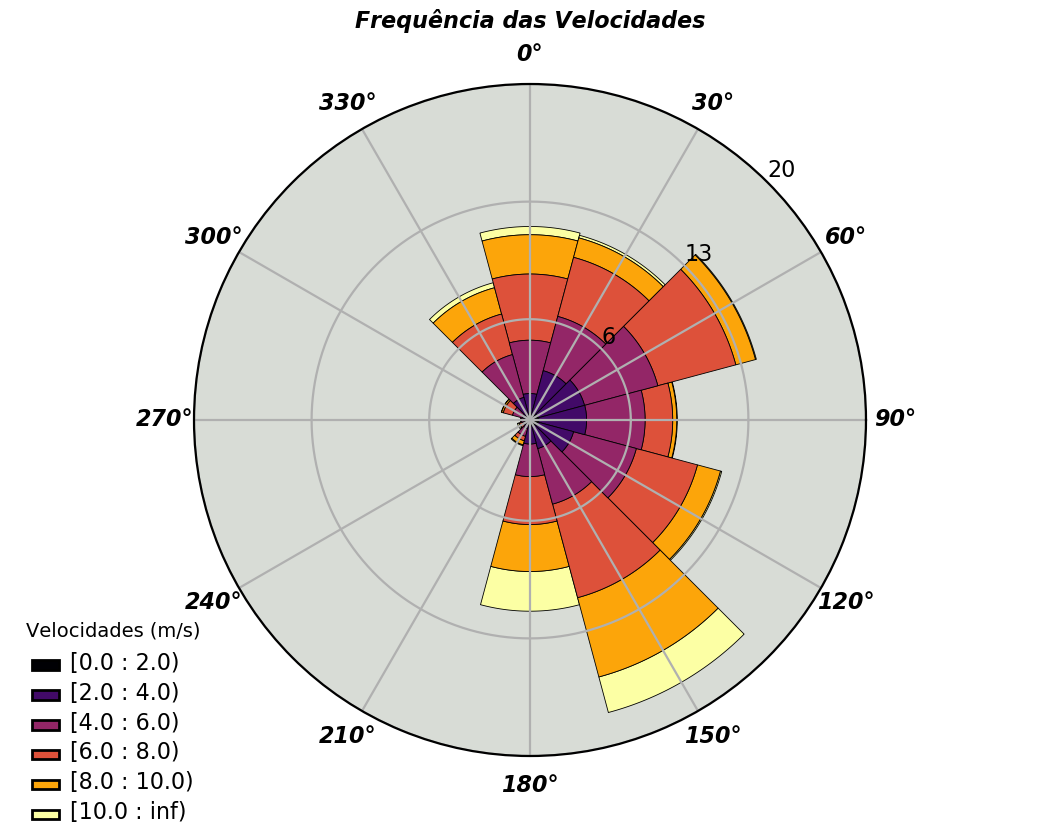 Frequência das Velocidades
0°
330°
30°
20
300°
60°
13
6
270°
90°
240°
120°
210°
150°
180°
Velocidades (m/s)
[0.0 : 2.0)
[2.0 : 4.0)
[4.0 : 6.0)
[6.0 : 8.0)
[8.0 : 10.0)
[10.0 : inf)